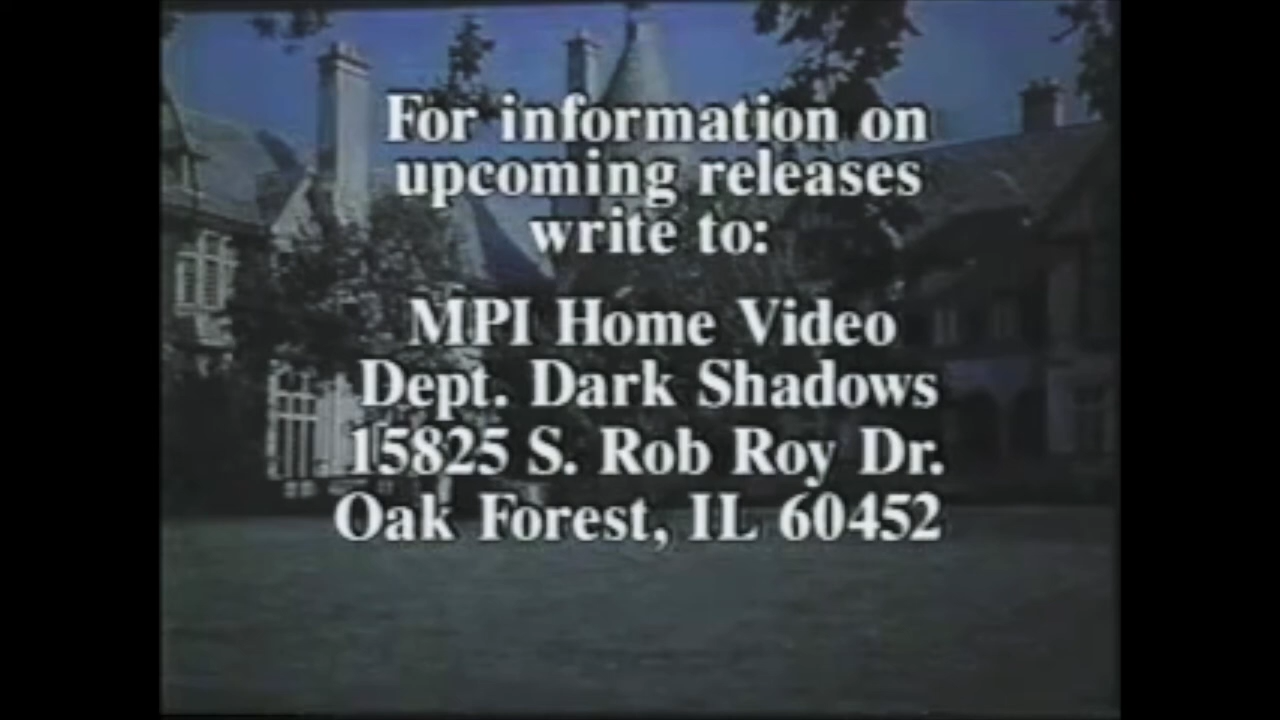 For information on
upcoming releases
write to:
MPI Home Video
Dept. Dark Shadows
15825 S. Rob Roy Dr.
Oak Forest, IL 60452